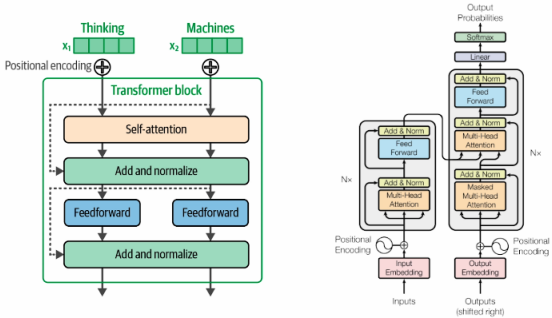 Thinking
Machines
x1
x2
Positional encoding
Transformer block
Self-attention
Add and normalize
Feedforward
Feedforward
Add and normalize
Output
Probabilities
Softmax
Linear
Add & Norm
Feed
Forward
Add & Norm
Multi-Head
Attention
Add & Norm
Masked
Multi-Head
Attention
N×
Add & Norm
Feed
Forward
N×
Add & Norm
Multi-Head
Attention
Positional
Encoding
Positional
Encoding
Input
Embedding
Output
Embedding
Inputs
Outputs
(shifted right)